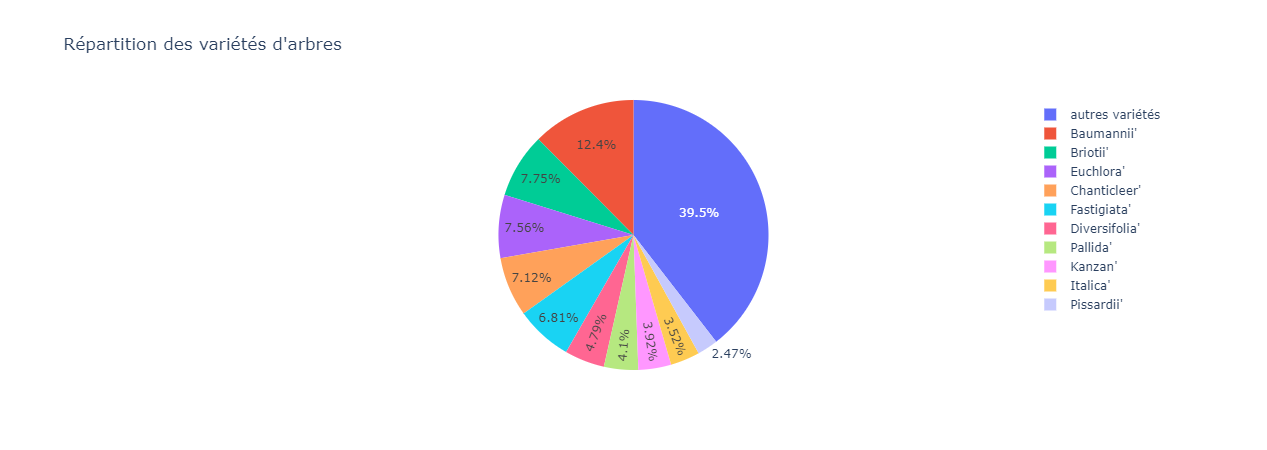 Répartition des variétés d'arbres
39.5%
12.4%
7.75%
7.56%
7.12%
6.81%
4.79%
4.1%
3.92%
3.52%
2.47%
autres variétés
Baumannii'
Briotii'
Euchlora'
Chanticleer'
Fastigiata'
Diversifolia'
Pallida'
Kanzan'
Italica'
Pissardii'